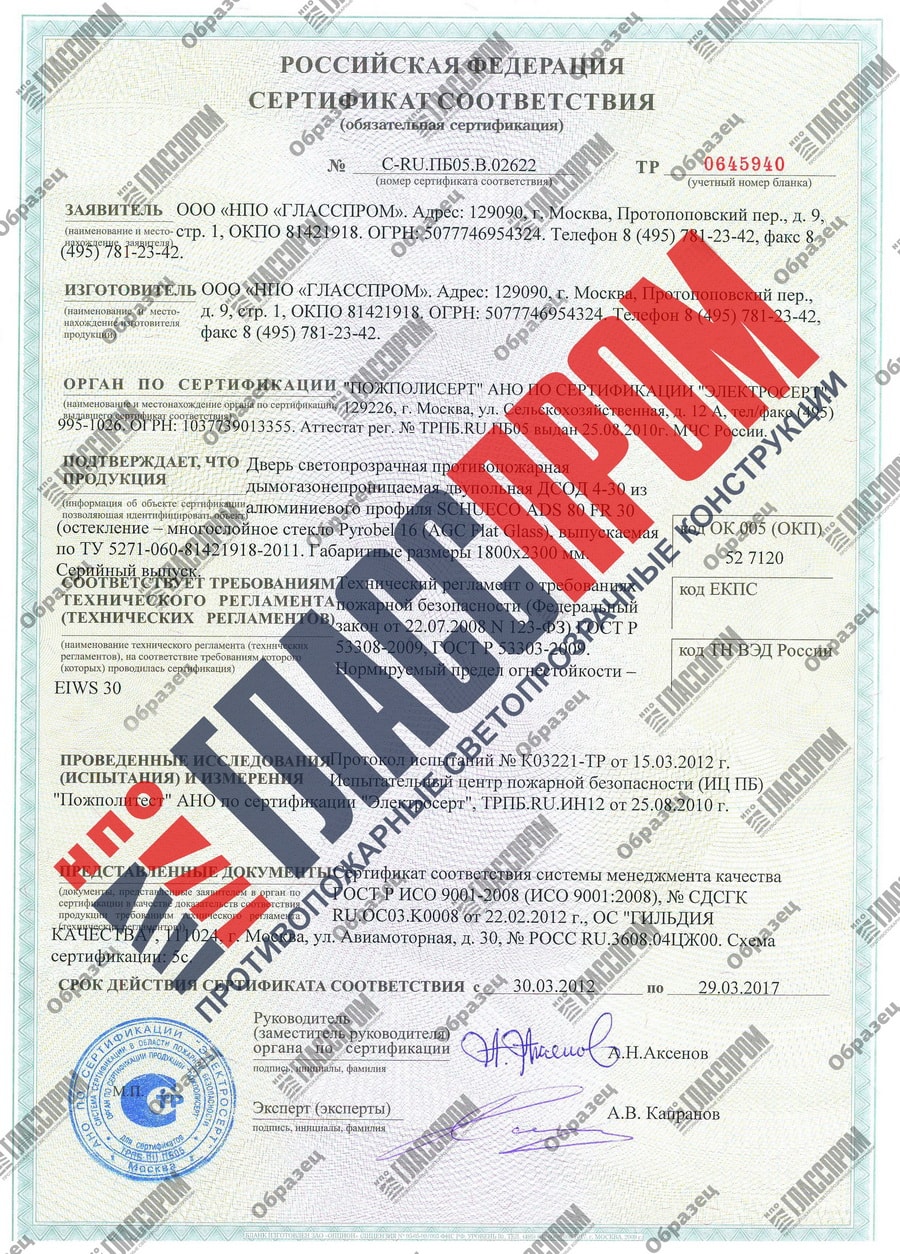 РОССИЙСКАЯ ФЕДЕРАЦИЯ
СЕРТИФИКАТ СООТВЕТСТВИЯ
(обязательная сертификация)
№ С-RU.ПБ05.В.02622
(номер сертификата соответствия)
ТР 0645940
(учетный номер бланка)
ЗАЯВИТЕЛЬ ООО «НПО «ГЛАССПРОМ». Адрес: 129090, г. Москва, Протопоповский пер., д. 9,
(наименование и место-нахождение заявителя) стр. 1, ОКПО 81421918. ОГРН: 5077746954324. Телефон 8 (495) 781-23-42, факс 8
(495) 781-23-42.
ИЗГОТОВИТЕЛЬ ООО «НПО «ГЛАССПРОМ». Адрес: 129090, г. Москва, Протопоповский пер.,
(наименование и место-нахождение изготовителя продукции) д. 9, стр. 1, ОКПО 81421918, ОГРН: 5077746954324, Телефон 8 (495) 781-23-42,
факс 8 (495) 781-23-42.
ОРГАН ПО СЕРТИФИКАЦИИ "ПОЖПОЛИСЕРТ" АНО ПО СЕРТИФИКАЦИИ "ЭЛЕКТРОСЕРТ"
(наименование и местонахождение органа по сертификации, выдавшего сертификат соответствия) 129226, г. Москва, ул. Сельскохозяйственная, д. 12 А, тел/факс (495)
995-1026, ОГРН: 1037739013355. Аттестат рег. № ТРПБ.RU.ПБ05 выдан 25.08.2010г. МЧС России.
ПОДТВЕРЖДАЕТ, ЧТО
ПРОДУКЦИЯ
(информация об объекте сертификации, позволяющая идентифицировать объект)
Дверь светопрозрачная противопожарная
дымогазонепроницаемая двупольная ДСОД 4-30 из
алюминиевого профиля SCHUECO ADS 80 FR 30
(остекление – многослойное стекло Pyrobel 16 (AGC Flat Glass), выпускаемая
по ТУ 5271-060-81421918-2011. Габаритные размеры 1800х2300 мм.
Серийный выпуск.
код ОК 005 (ОКП)
52 7120
код ЕКПС
код ТН ВЭД России
СООТВЕТСТВУЕТ ТРЕБОВАНИЯМ
ТЕХНИЧЕСКОГО РЕГЛАМЕНТА
(ТЕХНИЧЕСКИХ РЕГЛАМЕНТОВ)
(наименование технического регламента (технических
регламентов), на соответствие требованиям которого
(которых) проводилась сертификация)
Технический регламент о требованиях
пожарной безопасности (Федеральный
закон от 22.07.2008 N 123-ФЗ) ГОСТ Р
53308-2009, ГОСТ Р 53303-2009.
Нормируемый предел огнестойкости –
EIWS 30
ПРОВЕДЕННЫЕ ИССЛЕДОВАНИЯ
(ИСПЫТАНИЯ) И ИЗМЕРЕНИЯ
Протокол испытаний № К03221-ТР от 15.03.2012 г.
Испытательный центр пожарной безопасности (ИЦ ПБ)
"Пожполитест" АНО по сертификации "Электросерт", ТРПБ.RU.ИН12 от 25.08.2010 г.
ПРЕДСТАВЛЕННЫЕ ДОКУМЕНТЫ
(документы, представленные заявителем в орган по
сертификации в качестве доказательств соответствия
продукции требованиям технического регламента
(технических регламентов))
Сертификат соответствия системы менеджмента качества
ГОСТ Р ИСО 9001-2008 (ИСО 9001:2008), № СДСГК
RU.ОС03.К0008 от 22.02.2012 г., ОС "ГИЛЬДИЯ
КАЧЕСТВА", 111024, г. Москва, ул. Авиамоторная, д. 30, № РОСС RU.3608.04ЦЖ00. Схема
сертификации: 5с.
СРОК ДЕЙСТВИЯ СЕРТИФИКАТА СООТВЕТСТВИЯ с 30.03.2012 по 29.03.2017
Руководитель
(заместитель руководителя)
органа по сертификации
подпись, инициалы, фамилия
А.Н.Аксенов
М.П.
Эксперт (эксперты)
подпись, инициалы, фамилия
А.В. Капранов
АНО ПО СЕРТИФИКАЦИИ "ЭЛЕКТРОСЕРТ"
Для сертификатов
ТРПБ.RU.ПБ05
Москва
НПО ГЛАССПРОМ
ПРОТИВОПОЖАРНЫЕ СВЕТОПРОЗРАЧНЫЕ КОНСТРУКЦИИ
Образец
НПО ГЛАССПРОМ